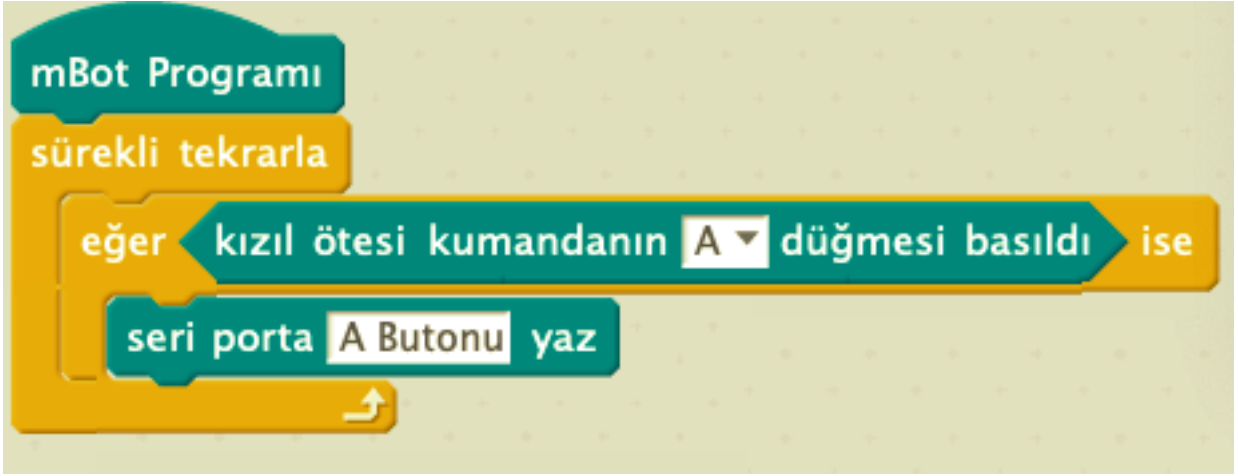 mBot Programı
sürekli tekrarla
eğer kızıl ötesi kumandanın A düğmesi basıldı ise
seri porta A Butonu yaz